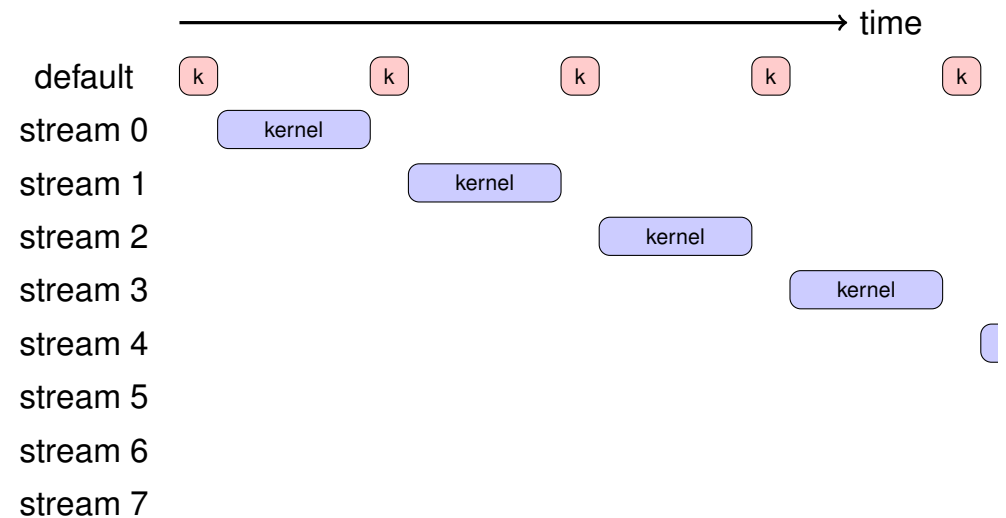 time
default k k k k k
stream 0 kernel
stream 1 kernel
stream 2 kernel
stream 3 kernel
stream 4
stream 5
stream 6
stream 7